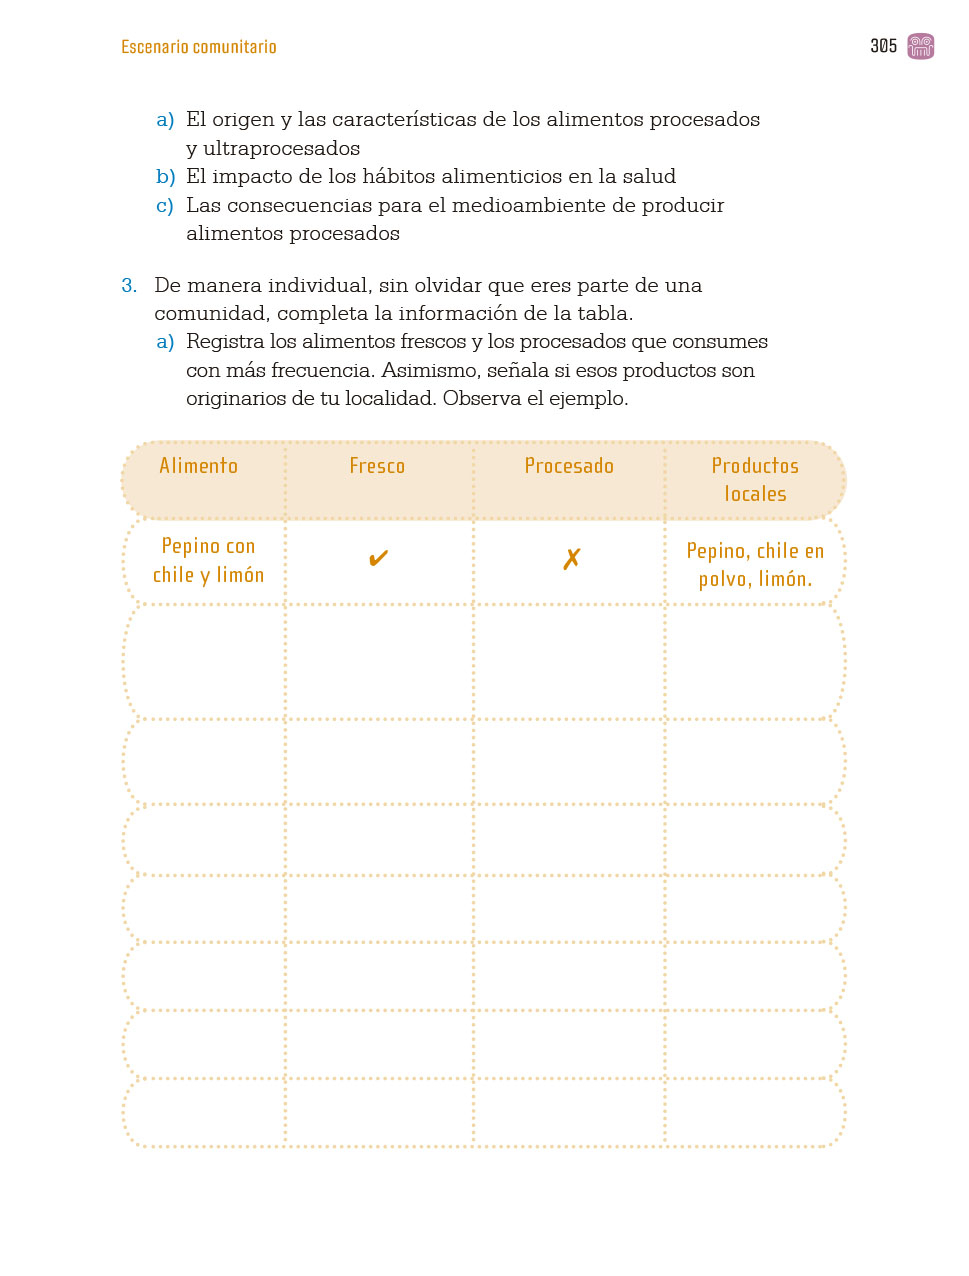 Escenario comunitario
305
a) El origen y las características de los alimentos procesados
y ultraprocesados
b) El impacto de los hábitos alimenticios en la salud
c) Las consecuencias para el medioambiente de producir
alimentos procesados
3. De manera individual, sin olvidar que eres parte de una
comunidad, completa la información de la tabla.
a) Registra los alimentos frescos y los procesados que consumes
con más frecuencia. Asimismo, señala si esos productos son
originarios de tu localidad. Observa el ejemplo.
Alimento
Fresco
Procesado
Productos
locales
Pepino con
chile y limón
✔
✗
Pepino, chile en
polvo, limón.